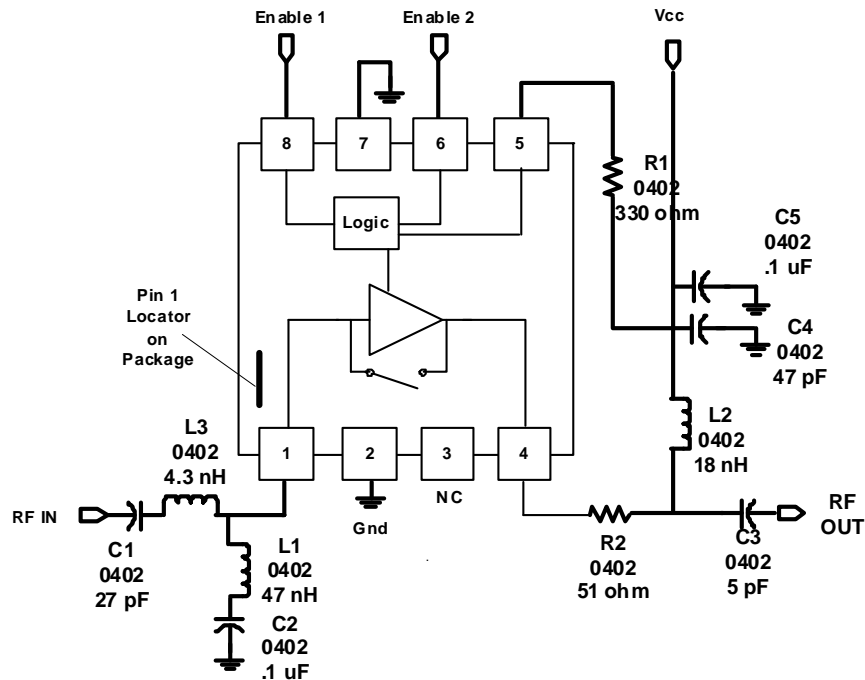 Enable 1
Enable 2
Vcc
8
7
6
5
R1
0402
330 ohm
Logic
C5
0402
.1 uF
Pin 1
Locator
on
Package
C4
0402
47 pF
L3
0402
4.3 nH
1
2
3
4
L2
0402
18 nH
NC
RF IN
Gnd
RF
OUT
C1
0402
27 pF
L1
0402
47 nH
R2
0402
51 ohm
C3
0402
5 pF
C2
0402
.1 uF